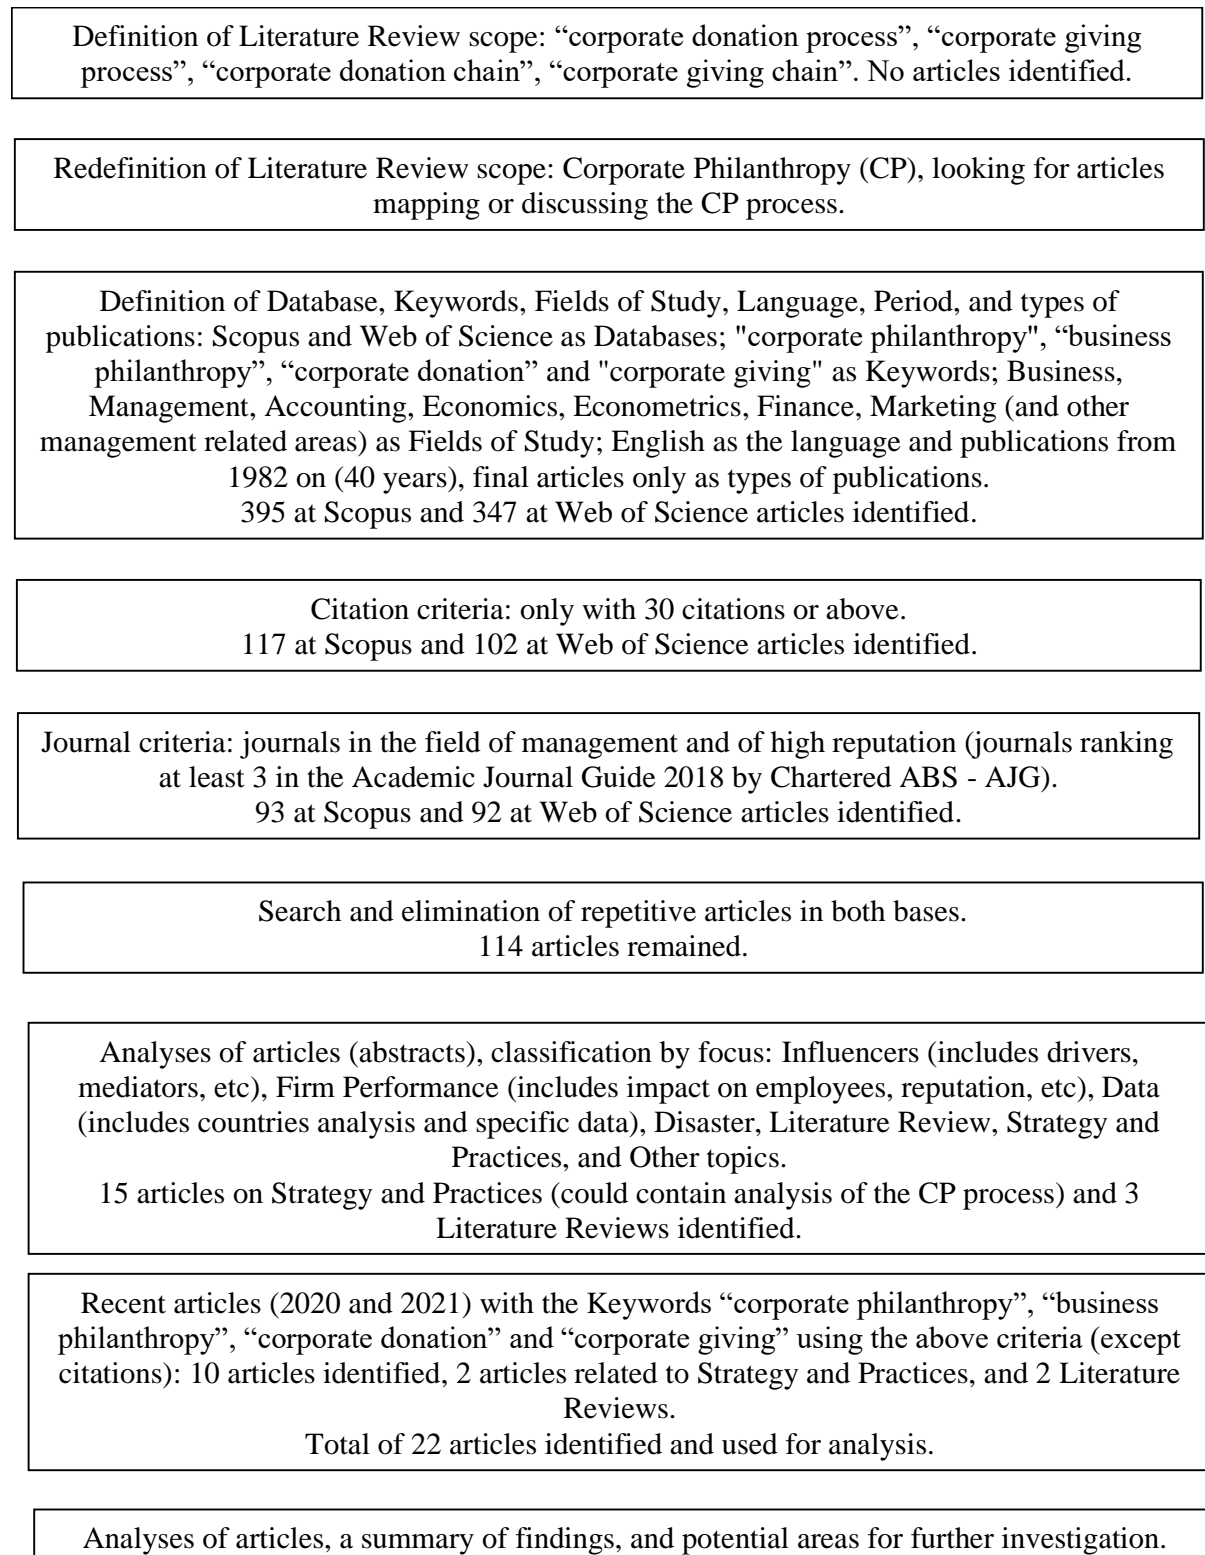 Definition of Literature Review scope: “corporate donation process”, “corporate giving
process”, “corporate donation chain”, “corporate giving chain”. No articles identified.
Redefinition of Literature Review scope: Corporate Philanthropy (CP), looking for articles
mapping or discussing the CP process.
Definition of Database, Keywords, Fields of Study, Language, Period, and types of
publications: Scopus and Web of Science as Databases; "corporate philanthropy", “business
philanthropy”, “corporate donation” and "corporate giving" as Keywords; Business,
Management, Accounting, Economics, Econometrics, Finance, Marketing (and other
management related areas) as Fields of Study; English as the language and publications from
1982 on (40 years), final articles only as types of publications.
395 at Scopus and 347 at Web of Science articles identified.
Citation criteria: only with 30 citations or above.
117 at Scopus and 102 at Web of Science articles identified.
Journal criteria: journals in the field of management and of high reputation (journals ranking
at least 3 in the Academic Journal Guide 2018 by Chartered ABS - AJG).
93 at Scopus and 92 at Web of Science articles identified.
Search and elimination of repetitive articles in both bases.
114 articles remained.
Analyses of articles (abstracts), classification by focus: Influencers (includes drivers,
mediators, etc), Firm Performance (includes impact on employees, reputation, etc), Data
(includes countries analysis and specific data), Disaster, Literature Review, Strategy and
Practices, and Other topics.
15 articles on Strategy and Practices (could contain analysis of the CP process) and 3
Literature Reviews identified.
Recent articles (2020 and 2021) with the Keywords “corporate philanthropy”, “business
philanthropy”, “corporate donation” and “corporate giving” using the above criteria (except
citations): 10 articles identified, 2 articles related to Strategy and Practices, and 2 Literature
Reviews.
Total of 22 articles identified and used for analysis.
Analyses of articles, a summary of findings, and potential areas for further investigation.